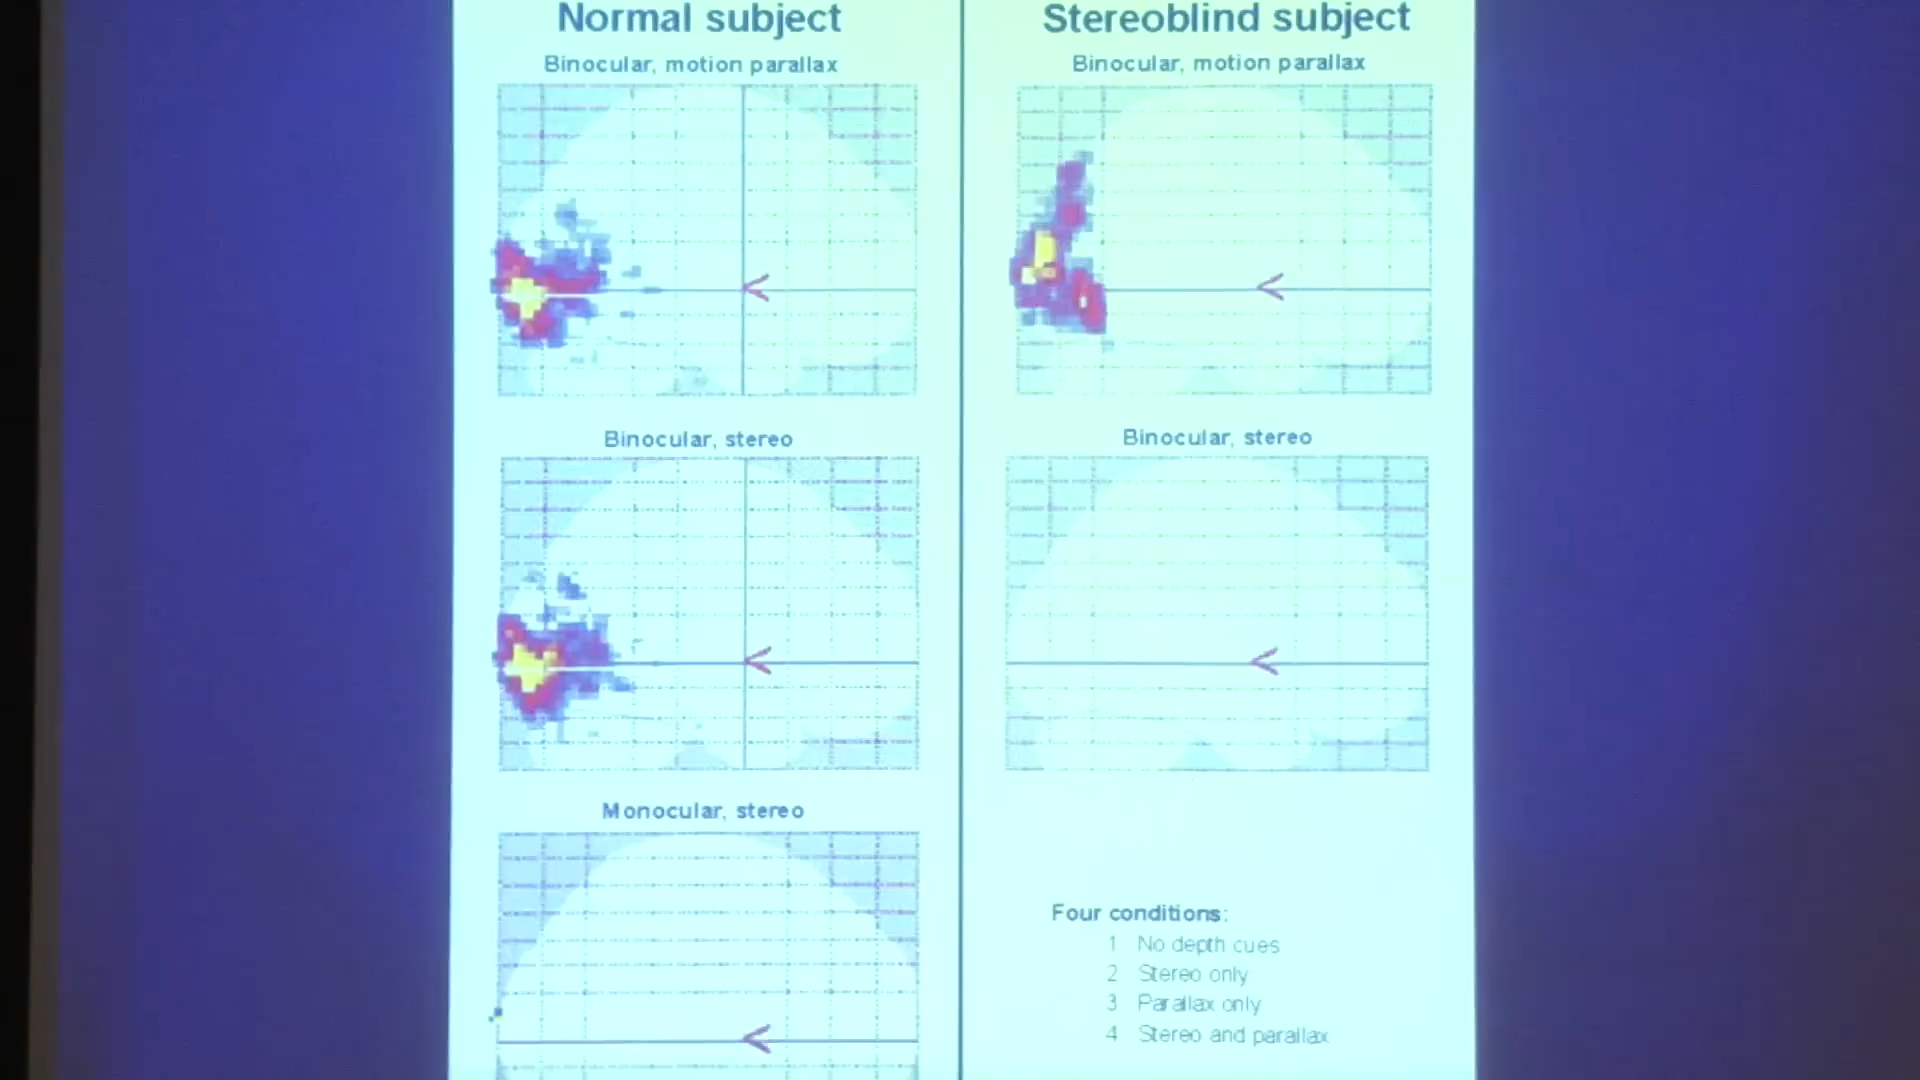 Normal subject
Binocular, motion parallax
Binocular, stereo
Monocular, stereo
Stereoblind subject
Binocular, motion parallax
Binocular, stereo
Four conditions:
1 No depth cues
2 Stereo only
3 Parallax only
4 Stereo and parallax